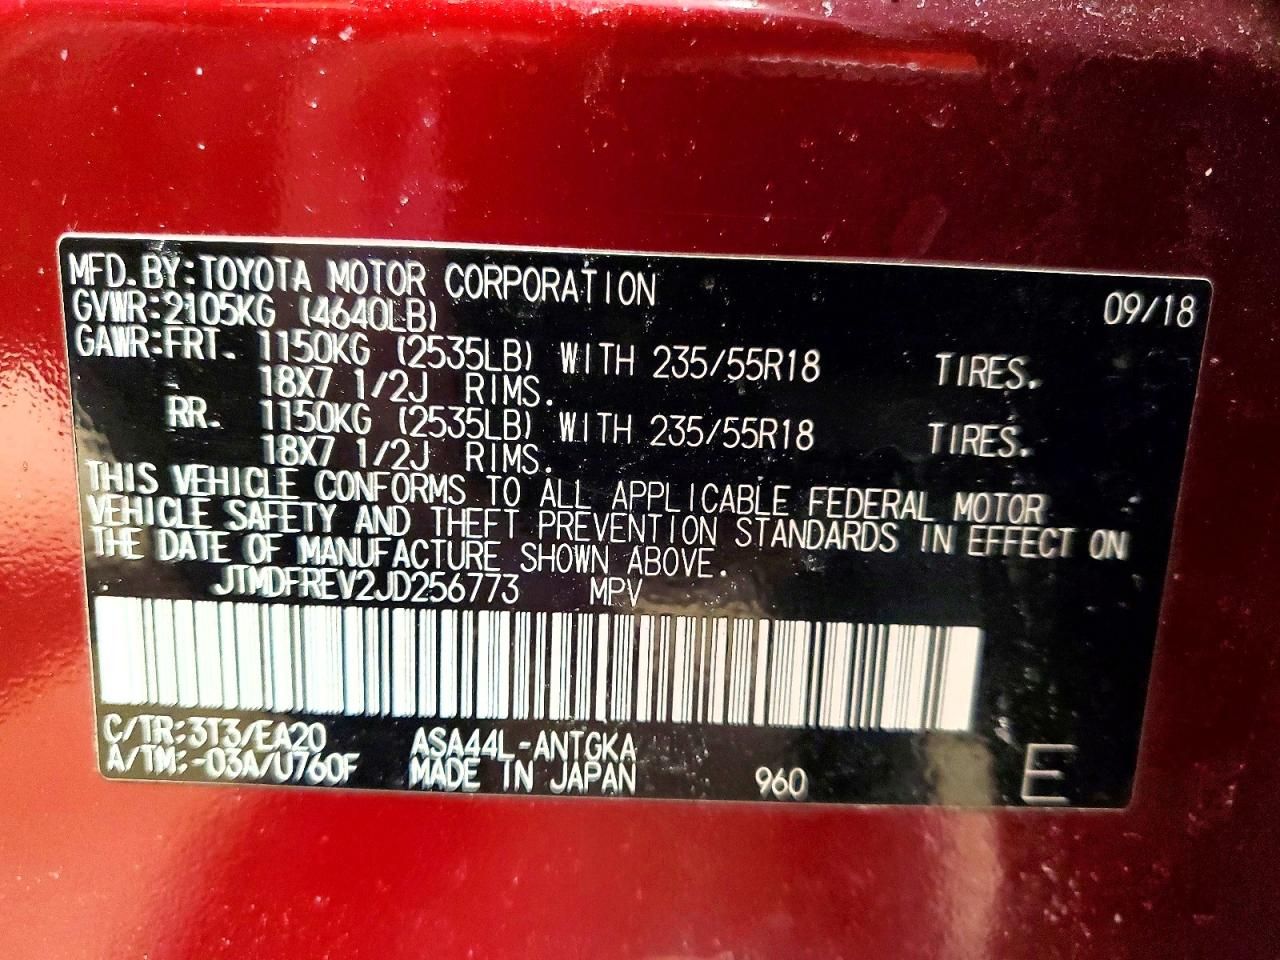 MFD.BY:TOYOTA MOTOR CORPORATION 09/18
GVWR:2105KG (4640LB)
GAWR:FRT. 1150KG (2535LB) WITH 235/55R18 TIRES.
18X7 1/2J RIMS.
RR. 1150KG (2535LB) WITH 235/55R18 TIRES.
18X7 1/2J RIMS.
THIS VEHICLE CONFORMS TO ALL APPLICABLE FEDERAL MOTOR
VEHICLE SAFETY AND THEFT PREVENTION STANDARDS IN EFFECT ON
THE DATE OF MANUFACTURE SHOWN ABOVE.
JTMDFREV2JD256773 MPV
C/TR:3T3/EA20 ASA44L-ANTGKA
A/TM:-03A/U760F MADE IN JAPAN 960 E